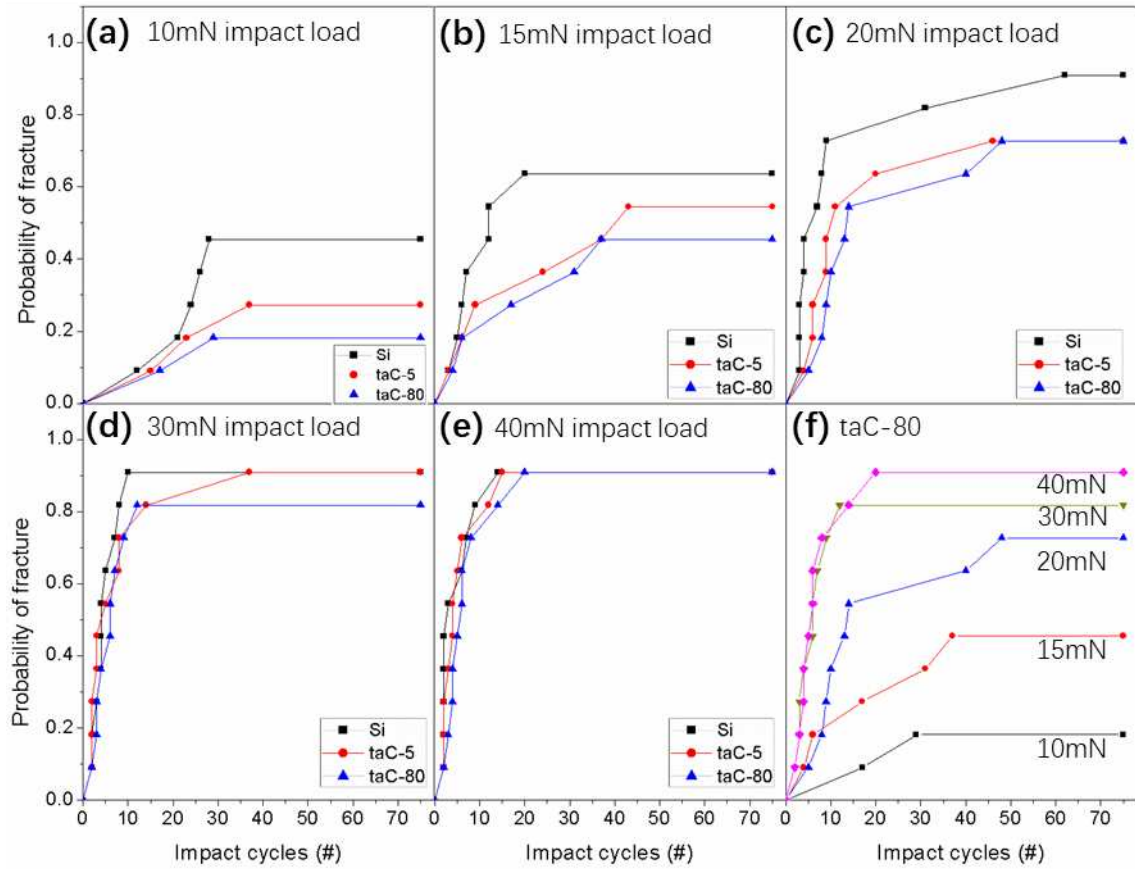 (a) 10mN impact load
(b) 15mN impact load
(c) 20mN impact load
Probability of fracture
1.0
0.8
0.6
0.4
0.2
0.0
Si
taC-5
taC-80
Si
taC-5
taC-80
Si
taC-5
taC-80
(d) 30mN impact load
(e) 40mN impact load
(f) taC-80
Probability of fracture
1.0
0.8
0.6
0.4
0.2
0.0
Si
taC-5
taC-80
Si
taC-5
taC-80
40mN
30mN
20mN
15mN
10mN
0 10 20 30 40 50 60 70
0 10 20 30 40 50 60 70
0 10 20 30 40 50 60 70
Impact cycles (#)
Impact cycles (#)
Impact cycles (#)